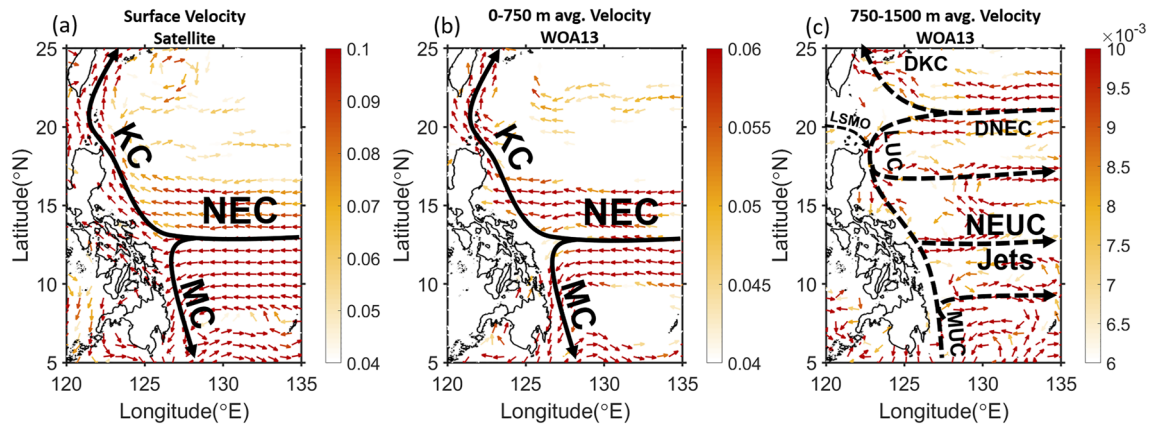 (a)
Surface Velocity
Satellite
25
20
15
10
5
120
125
130
135
Latitude(°N)
Longitude(°E)
KC
NEC
MC
0.1
0.09
0.08
0.07
0.06
0.05
0.04
(b)
0-750 m avg. Velocity
WOA13
25
20
15
10
5
120
125
130
135
Latitude(°N)
Longitude(°E)
KC
NEC
MC
0.06
0.055
0.05
0.045
0.04
(c)
750-1500 m avg. Velocity
WOA13
25
20
15
10
5
120
125
130
135
Latitude(°N)
Longitude(°E)
DKC
LSMO
DNEC
LUC
NEUC
Jets
MUC
×10⁻³
10
9.5
9
8.5
8
7.5
7
6.5
6